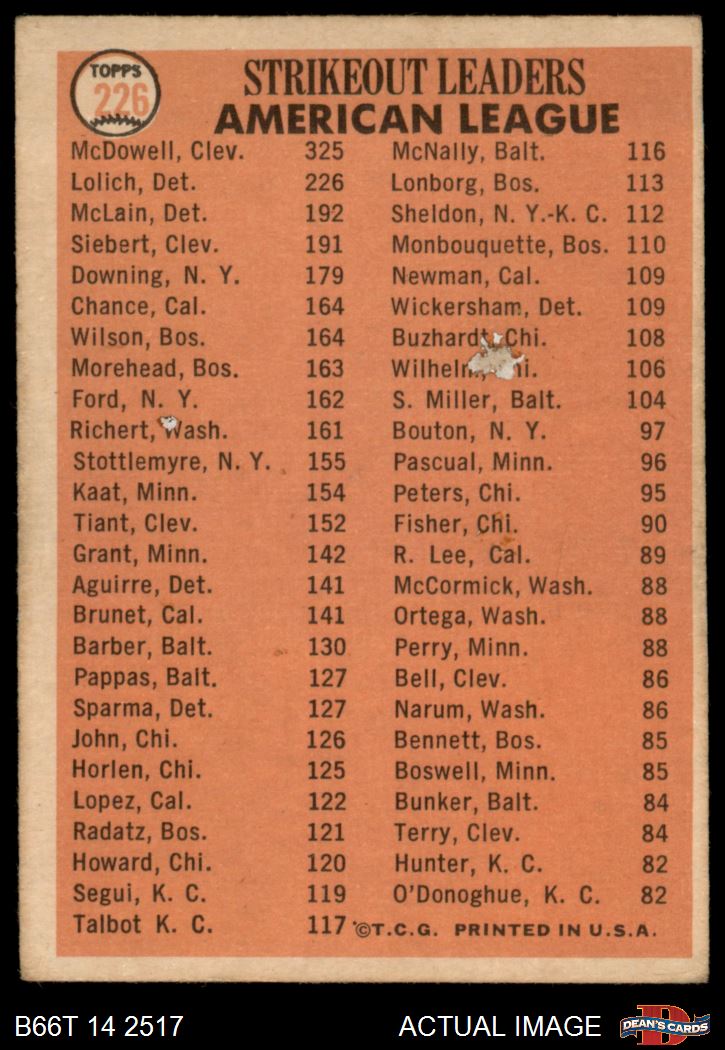 TOPPS
226
STRIKEOUT LEADERS
AMERICAN LEAGUE
McDowell, Clev. 325
Lolich, Det. 226
McLain, Det. 192
Siebert, Clev. 191
Downing, N. Y. 179
Chance, Cal. 164
Wilson, Bos. 164
Morehead, Bos. 163
Ford, N. Y. 162
Richert, Wash. 161
Stottlemyre, N. Y. 155
Kaat, Minn. 154
Tiant, Clev. 152
Grant, Minn. 142
Aguirre, Det. 141
Brunet, Cal. 141
Barber, Balt. 130
Pappas, Balt. 127
Sparma, Det. 127
John, Chi. 126
Horlen, Chi. 125
Lopez, Cal. 122
Radatz, Bos. 121
Howard, Chi. 120
Segui, K. C. 119
Talbot K. C. 117
McNally, Balt. 116
Lonborg, Bos. 113
Sheldon, N. Y.-K. C. 112
Monbouquette, Bos. 110
Newman, Cal. 109
Wickersham, Det. 109
Buzhardt, Chi. 108
106
S. Miller, Balt. 104
Bouton, N. Y. 97
Pascual, Minn. 96
Peters, Chi. 95
Fisher, Chi. 90
R. Lee, Cal. 89
McCormick, Wash. 88
Ortega, Wash. 88
Perry, Minn. 88
Bell, Clev. 86
Narum, Wash. 86
Bennett, Bos. 85
Boswell, Minn. 85
Bunker, Balt. 84
Terry, Clev. 84
Hunter, K. C. 82
O'Donoghue, K. C. 82
©T.C.G. PRINTED IN U.S.A.
B66T 14 2517
ACTUAL IMAGE
DEAN'S CARDS